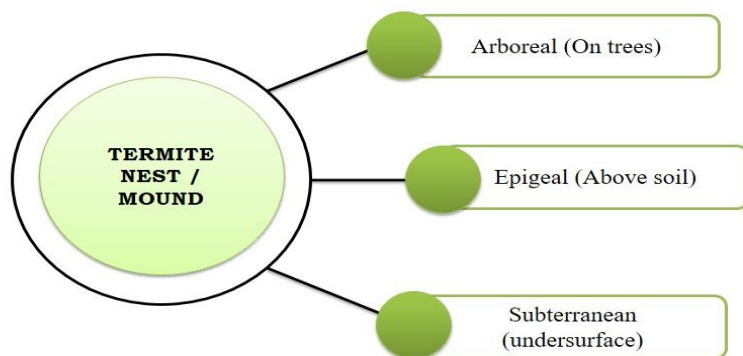 TERMITE
NEST /
MOUND
Arboreal (On trees)
Epigeal (Above soil)
Subterranean
(undersurface)